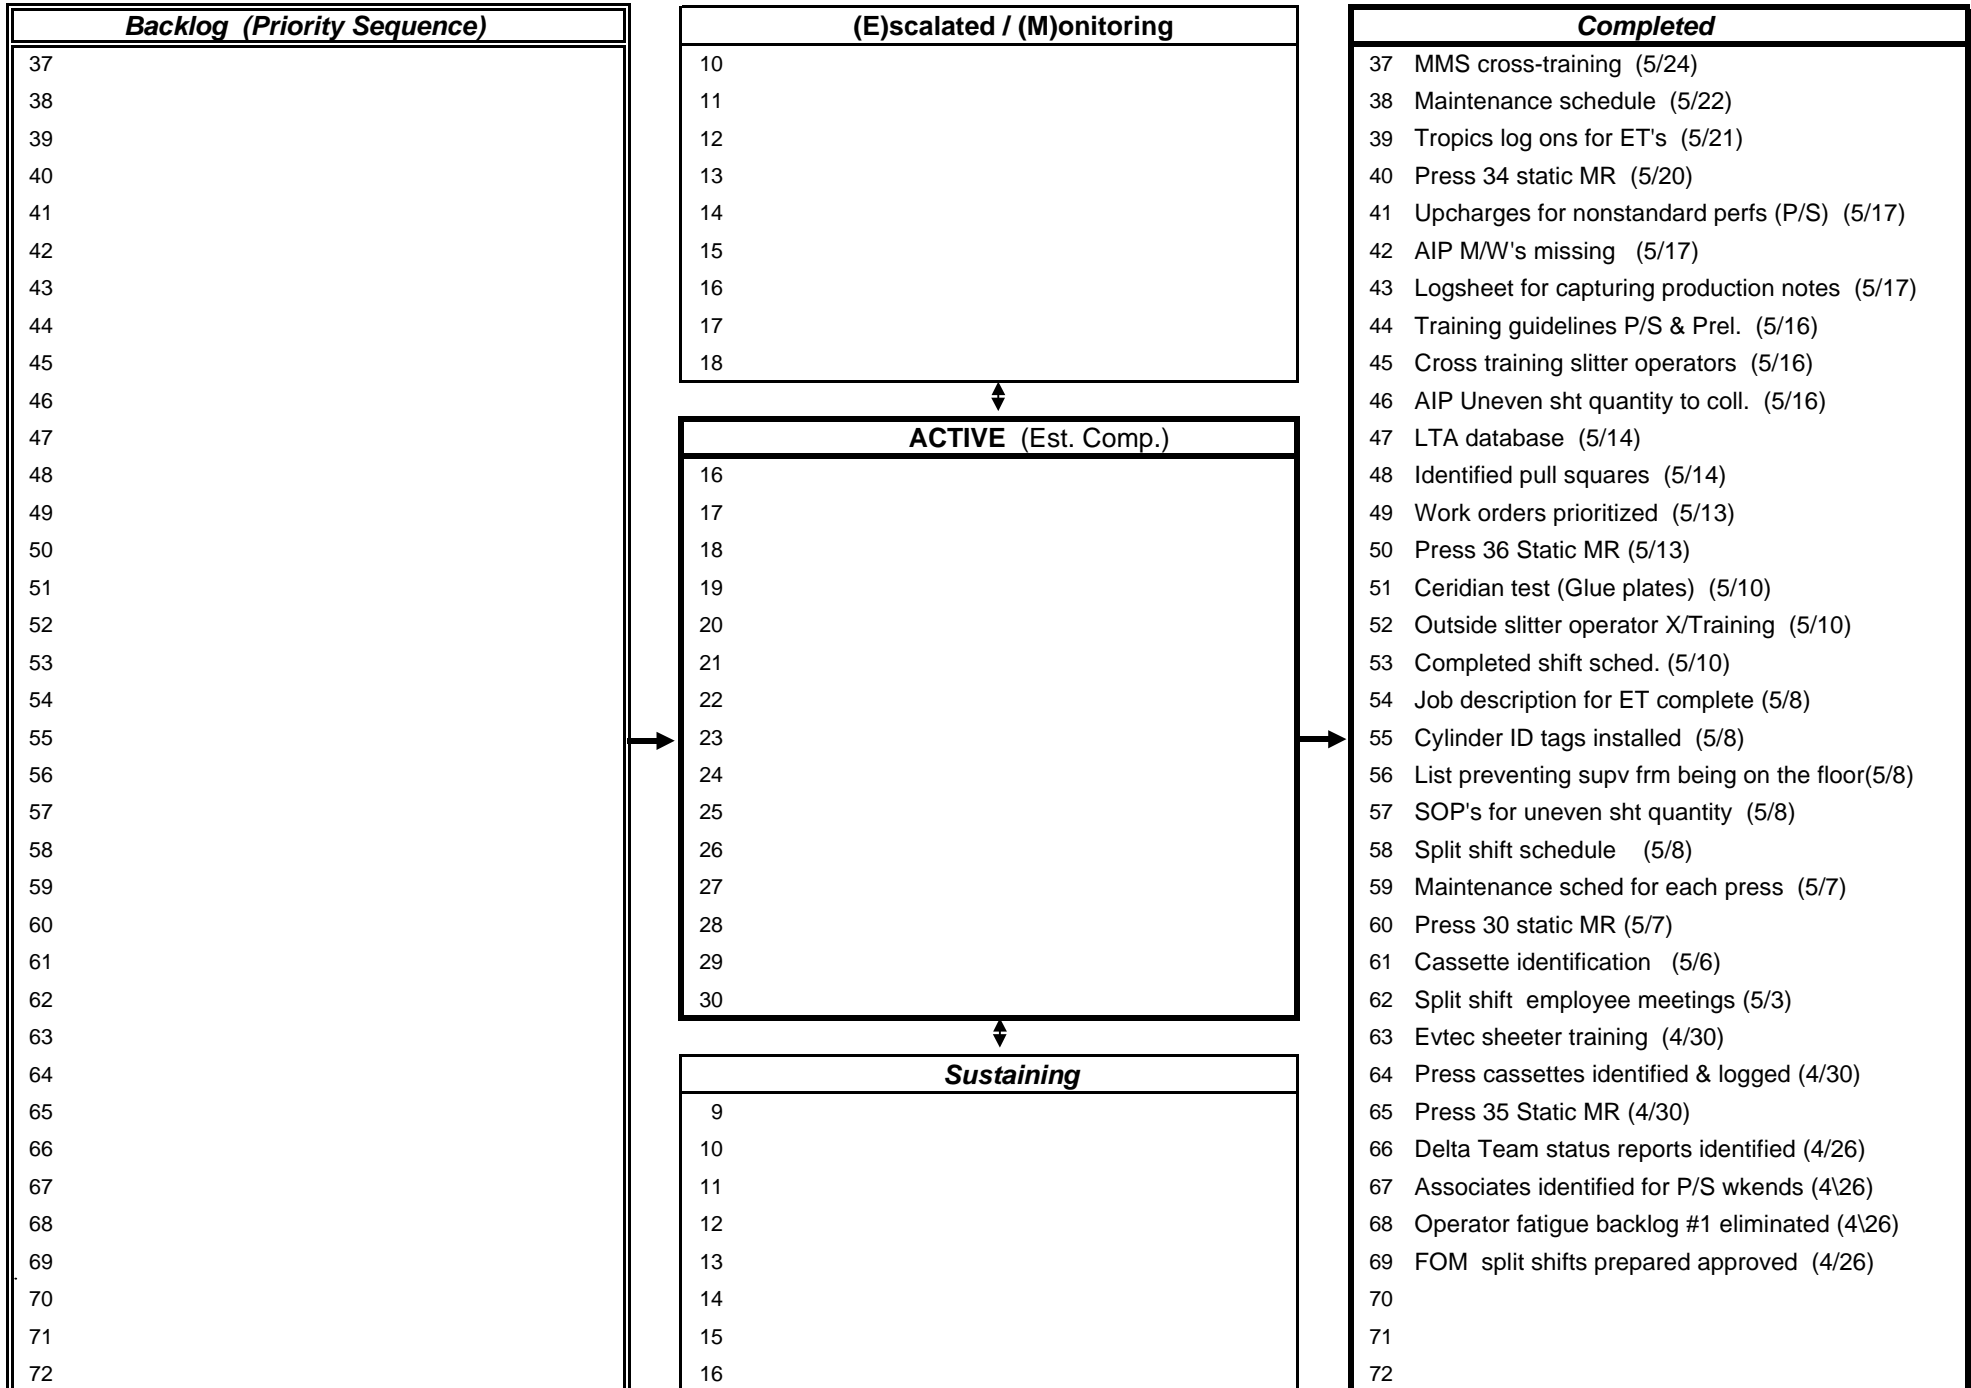 Backlog  (Priority Sequence)
37
38
39
40
41
42
43
44
45
46
47
48
49
50
51
52
53
54
55
56
57
58
59
60
61
62
63
64
65
66
67
68
69
70
71
72
(E)scalated / (M)onitoring
10
11
12
13
14
15
16
17
18
ACTIVE  (Est. Comp.)
16
17
18
19
20
21
22
23
24
25
26
27
28
29
30
Sustaining
9
10
11
12
13
14
15
16
Completed
37 MMS cross-training  (5/24)
38 Maintenance schedule  (5/22)
39 Tropics log ons for ET's  (5/21)
40 Press 34 static MR  (5/20)
41 Upcharges for nonstandard perfs (P/S)  (5/17)
42 AIP M/W's missing   (5/17)
43 Logsheet for capturing production notes  (5/17)
44 Training guidelines P/S & Prel.  (5/16)
45 Cross training slitter operators  (5/16)
46 AIP Uneven sht quantity to coll.  (5/16)
47 LTA database  (5/14)
48 Identified pull squares  (5/14)
49 Work orders prioritized  (5/13)
50 Press 36 Static MR (5/13)
51 Ceridian test (Glue plates)  (5/10)
52 Outside slitter operator X/Training  (5/10)
53 Completed shift sched. (5/10)
54 Job description for ET complete (5/8)
55 Cylinder ID tags installed  (5/8)
56 List preventing supv frm being on the floor(5/8)
57 SOP's for uneven sht quantity  (5/8)
58 Split shift schedule    (5/8)
59 Maintenance sched for each press  (5/7)
60 Press 30 static MR (5/7)
61 Cassette identification   (5/6)
62 Split shift  employee meetings (5/3)
63 Evtec sheeter training  (4/30)
64 Press cassettes identified & logged (4/30)
65 Press 35 Static MR (4/30)
66 Delta Team status reports identified (4/26)
67 Associates identified for P/S wkends (4\26)
68 Operator fatigue backlog #1 eliminated (4\26)
69 FOM  split shifts prepared approved  (4/26)
70
71
72